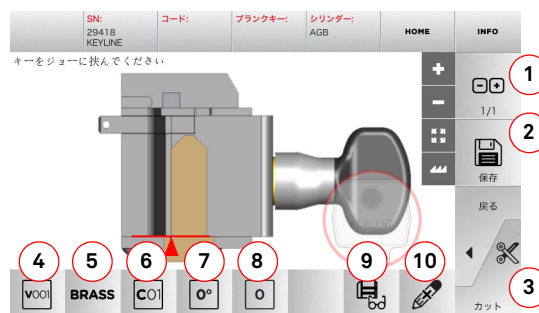 SN:
29418
KEYLINE
コード:
ブランクキー:
シリンダー:
AGB
HOME
INFO
キーをジョーに挟んでください
1
1/1
2
保存
戻る
3
カット
4
5
6
7
8
9
10
V001
BRASS
C01
0°
0
KEYLINE